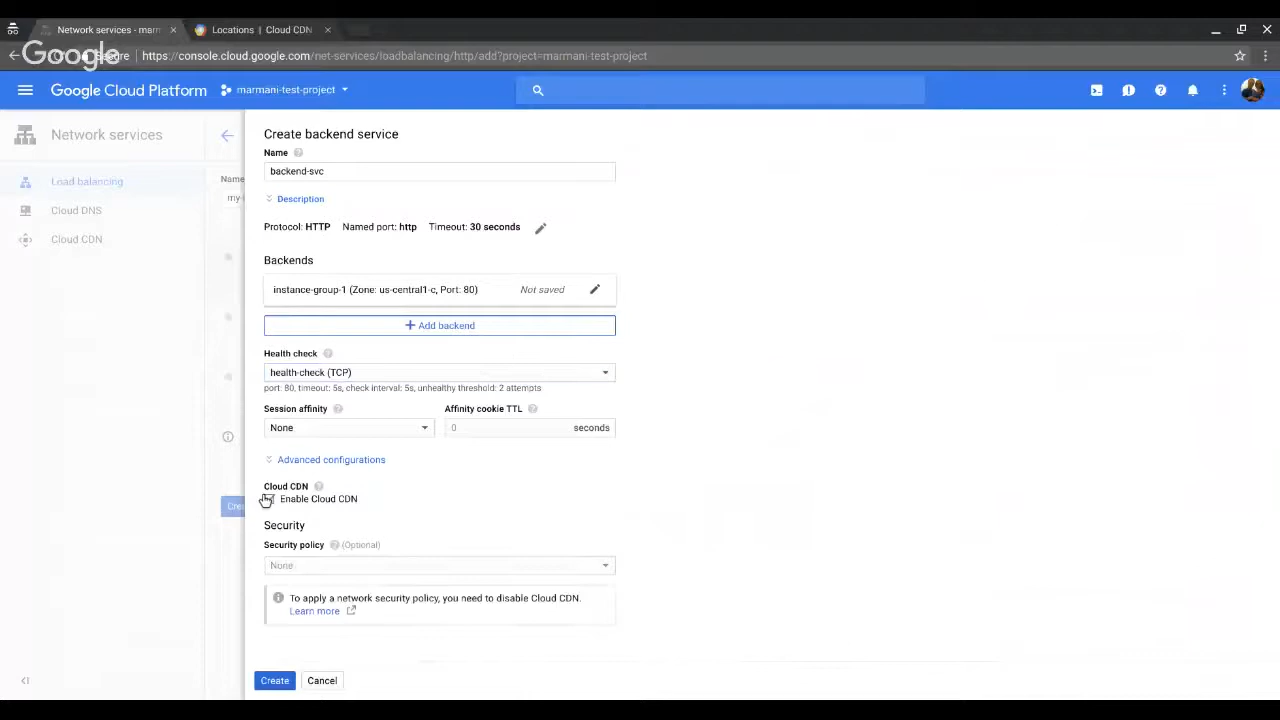 Network services - marm
Locations | Cloud CDN
Google
https://console.cloud.google.com/net-services/loadbalancing/http/add?project=marmani-test-project
Google Cloud Platform
marmani-test-project
Network services
Load balancing
Cloud DNS
Cloud CDN
Name
Create backend service
Name
backend-svc
Description
Protocol: HTTP Named port: http Timeout: 30 seconds
Backends
instance-group-1 (Zone: us-central1-c, Port: 80) Not saved
+ Add backend
Health check
health-check (TCP)
port: 80, timeout: 5s, check interval: 5s, unhealthy threshold: 2 attempts
Session affinity Affinity cookie TTL
None 0 seconds
Advanced configurations
Cloud CDN
Enable Cloud CDN
Security
Security policy (Optional)
None
To apply a network security policy, you need to disable Cloud CDN.
Learn more
Create Cancel